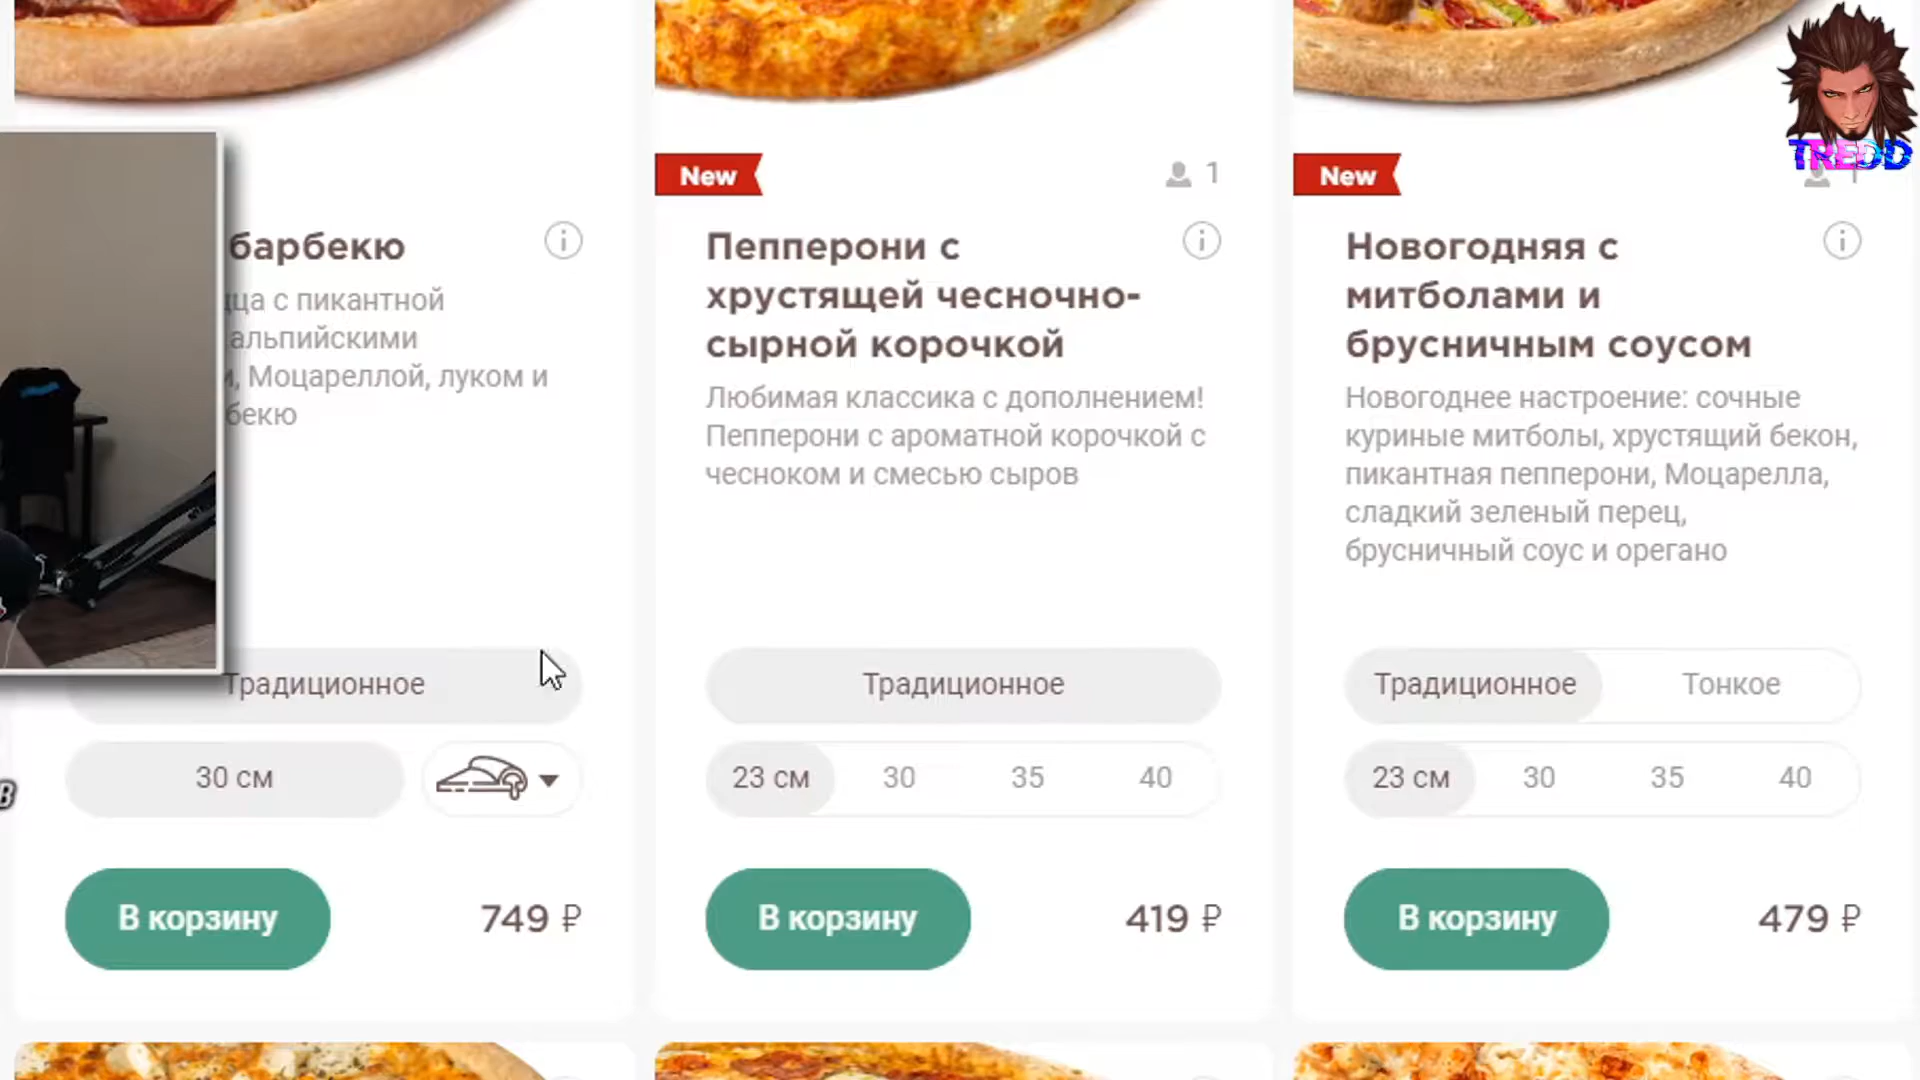 TREDD
New
1
New
1
барбекю
с пикантной
альпийскими
Моцареллой, луком и
Традиционное
30 см
В корзину
749 ₽
Пепперони с
хрустящей чесночно-
сырной корочкой
Любимая классика с дополнением!
Пепперони с ароматной корочкой с
чесноком и смесью сыров
Традиционное
23 см 30 35 40
В корзину
419 ₽
Новогодняя с
митболами и
брусничным соусом
Новогоднее настроение: сочные
куриные митболы, хрустящий бекон,
пикантная пепперони, Моцарелла,
сладкий зеленый перец,
брусничный соус и орегано
Традиционное Тонкое
23 см 30 35 40
В корзину
479 ₽